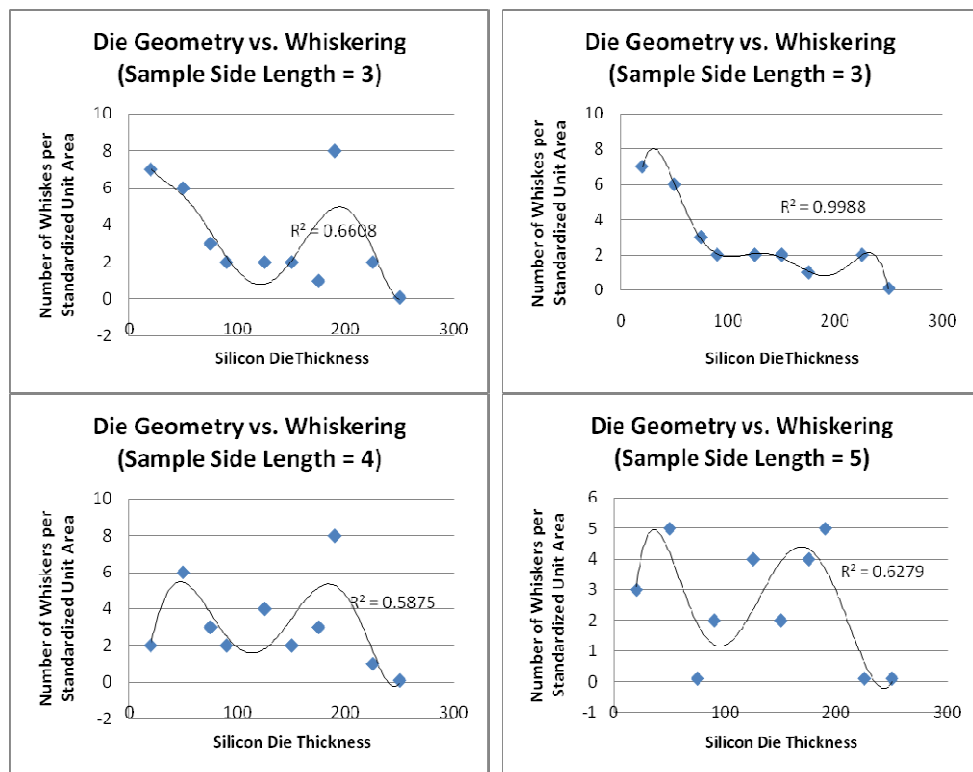 Die Geometry vs. Whiskering
(Sample Side Length = 3)
Number of Whiskes per
Standardized Unit Area
10
8
6
4
2
0
-2
R² = 0.6608
0
100
200
300
Silicon DieThickness
Die Geometry vs. Whiskering
(Sample Side Length = 3)
Number of Whiskes per
Standardized Unit Area
10
8
6
4
2
0
R² = 0.9988
0
100
200
300
Silicon DieThickness
Die Geometry vs. Whiskering
(Sample Side Length = 4)
Number of Whiskers per
Standardized Unit Area
10
8
6
4
2
0
-2
R² = 0.5875
0
100
200
300
Silicon Die Thickness
Die Geometry vs. Whiskering
(Sample Side Length = 5)
Number of Whiskers per
Standardized Unit Area
6
5
4
3
2
1
0
-1
R² = 0.6279
0
100
200
300
Silicon Die Thickness